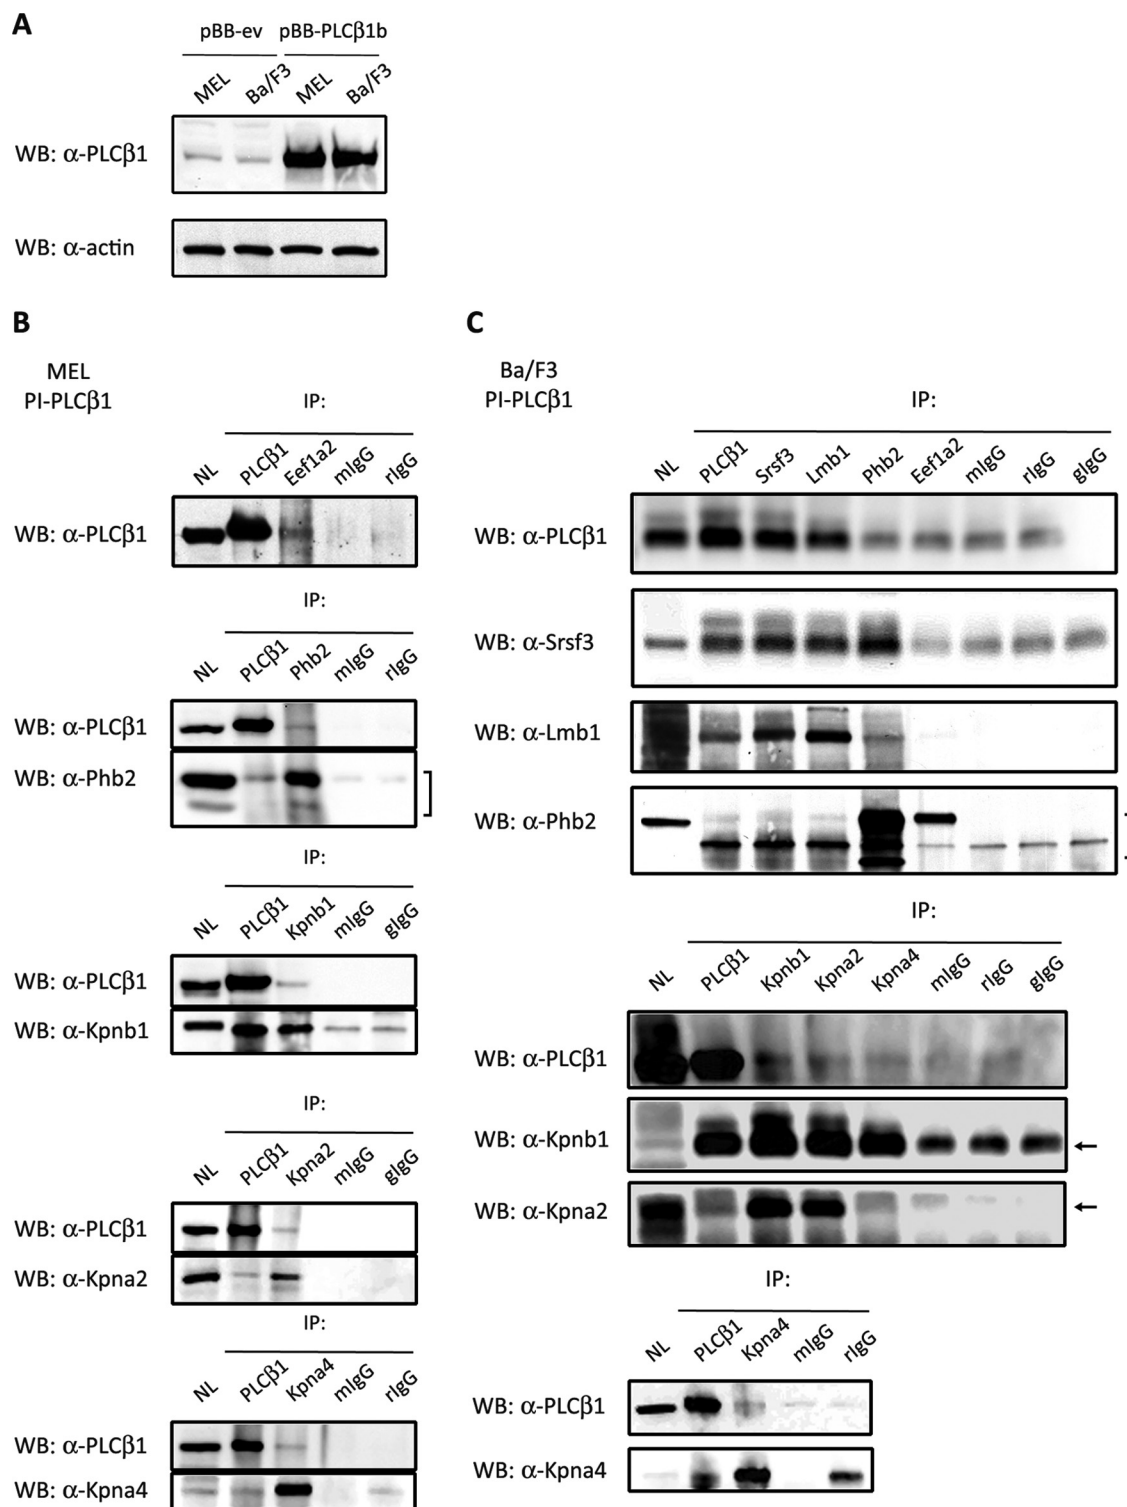 A
pBB-ev pBB-PLCβ1b
MEL Ba/F3 MEL Ba/F3
WB: α-PLCβ1
WB: α-actin
B
MEL
PI-PLCβ1
IP:
NL PLCβ1 Eef1a2 mIgG rIgG
WB: α-PLCβ1
IP:
NL PLCβ1 Phb2 mIgG rIgG
WB: α-PLCβ1
WB: α-Phb2
IP:
NL PLCβ1 Kpnb1 mIgG gIgG
WB: α-PLCβ1
WB: α-Kpnb1
IP:
NL PLCβ1 Kpna2 mIgG gIgG
WB: α-PLCβ1
WB: α-Kpna2
IP:
NL PLCβ1 Kpna4 mIgG rIgG
WB: α-PLCβ1
WB: α-Kpna4
C
Ba/F3
PI-PLCβ1
IP:
NL PLCβ1 Srsf3 Lmb1 Phb2 Eef1a2 mIgG rIgG gIgG
WB: α-PLCβ1
WB: α-Srsf3
WB: α-Lmb1
WB: α-Phb2
IP:
NL PLCβ1 Kpnb1 Kpna2 Kpna4 mIgG rIgG gIgG
WB: α-PLCβ1
WB: α-Kpnb1
WB: α-Kpna2
IP:
NL PLCβ1 Kpna4 mIgG rIgG
WB: α-PLCβ1
WB: α-Kpna4